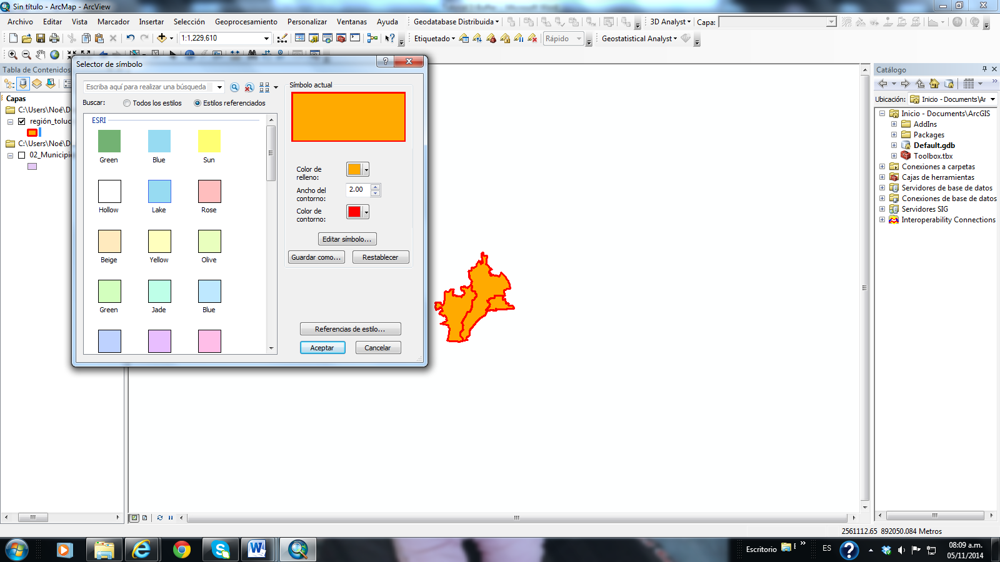 Sin título - ArcMap - ArcView
Archivo Editar Vista Marcador Insertar Selección Geoprocesamiento Personalizar Ventanas Ayuda Geodatabase Distribuida 3D Analyst Capa:
1:1,229,610 Etiquetado Rápido Geostatistical Analyst
Tabla de Contenidos
Capas
C:\Users\Noé\D
región_toluc
C:\Users\Noé\D
02_Municipi
Selector de símbolo
Escriba aquí para realizar una búsqueda
Buscar: Todos los estilos Estilos referenciados
ESRI
Green Blue Sun
Hollow Lake Rose
Beige Yellow Olive
Green Jade Blue
Símbolo actual
Color de relleno:
Ancho del contorno: 2.00
Color de contorno:
Editar símbolo...
Guardar como... Restablecer
Referencias de estilo...
Aceptar Cancelar
Catálogo
Ubicación: Inicio - Documents\Ar
Inicio - Documents\ArcGIS
AddIns
Packages
Default.gdb
Toolbox.tbx
Conexiones a carpetas
Cajas de herramientas
Servidores de base de datos
Conexiones de base de datos
Servidores SIG
Interoperability Connections
2561112.65 892050.084 Metros
Escritorio E » ES 08:09 a.m.
05/11/2014